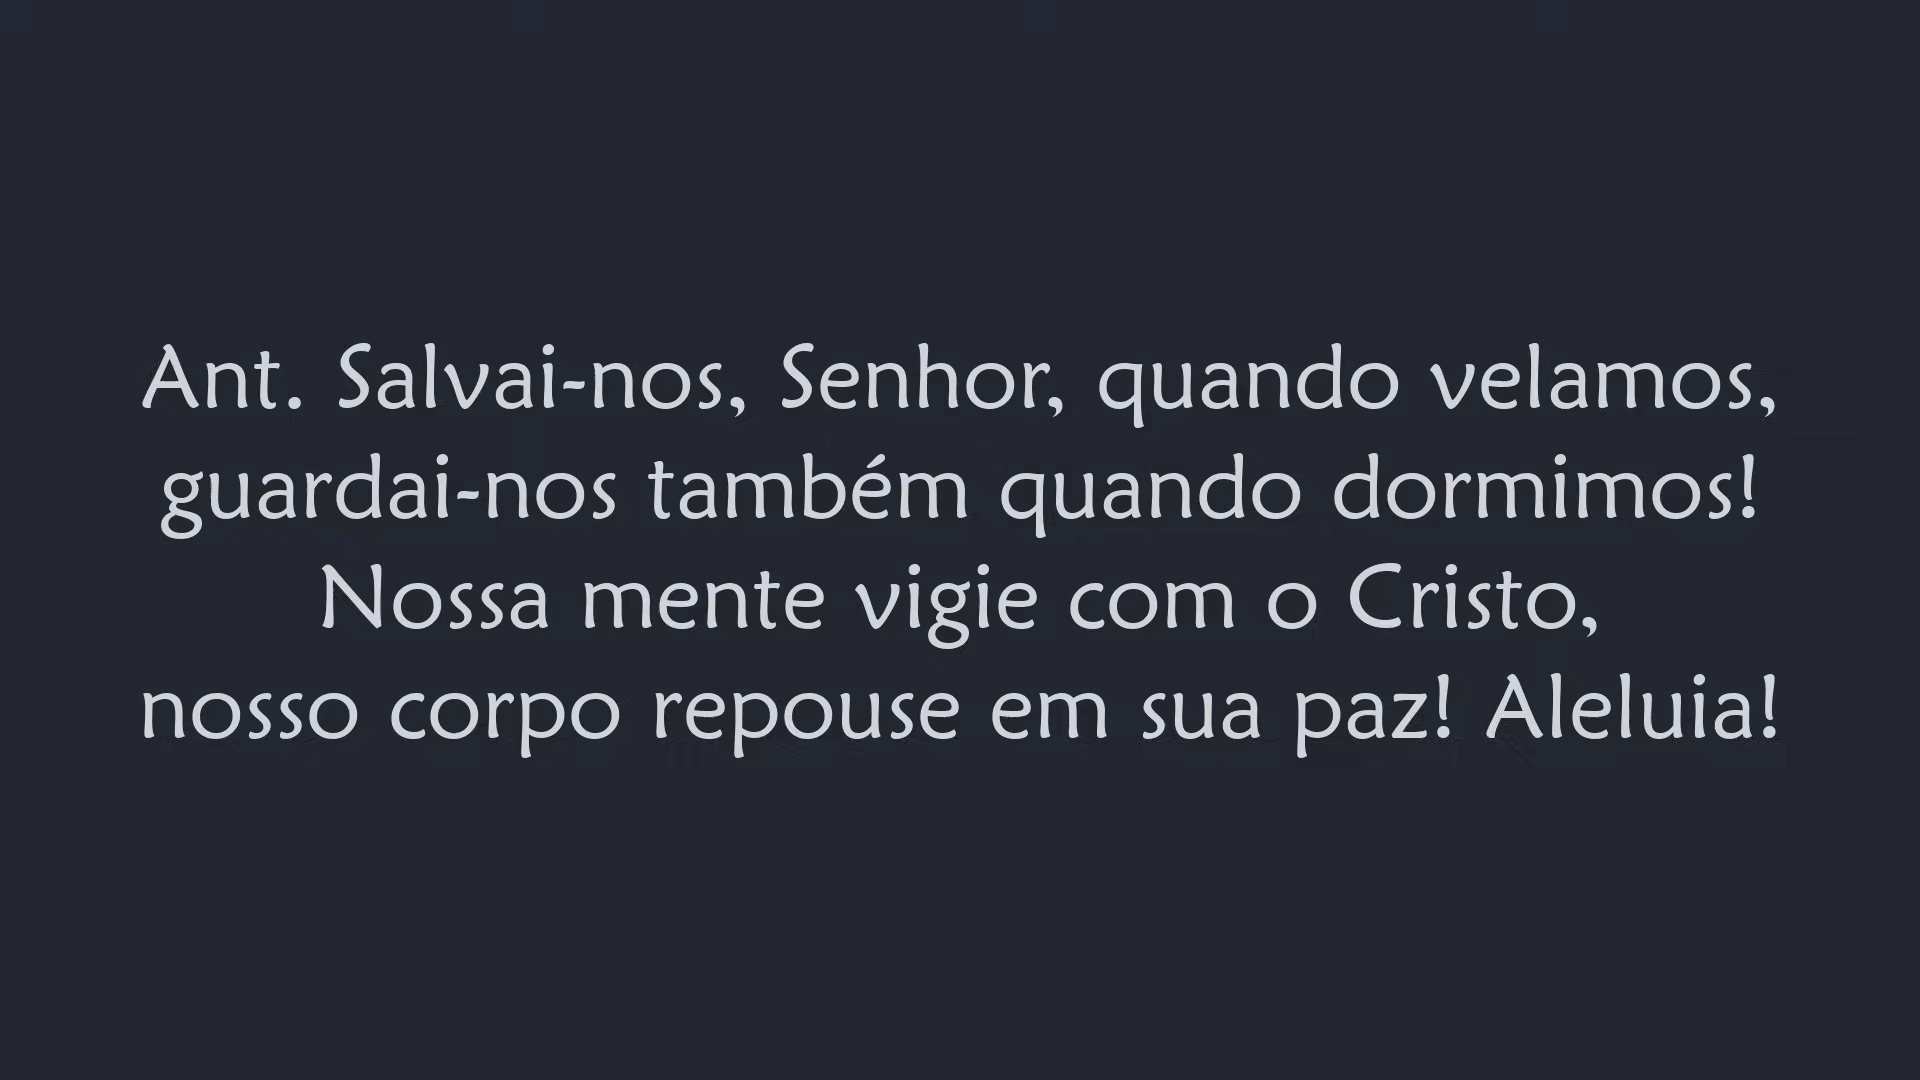 Ant. Salvai-nos, Senhor, quando velamos,
guardai-nos também quando dormimos!
Nossa mente vigie com o Cristo,
nosso corpo repouse em sua paz! Aleluia!